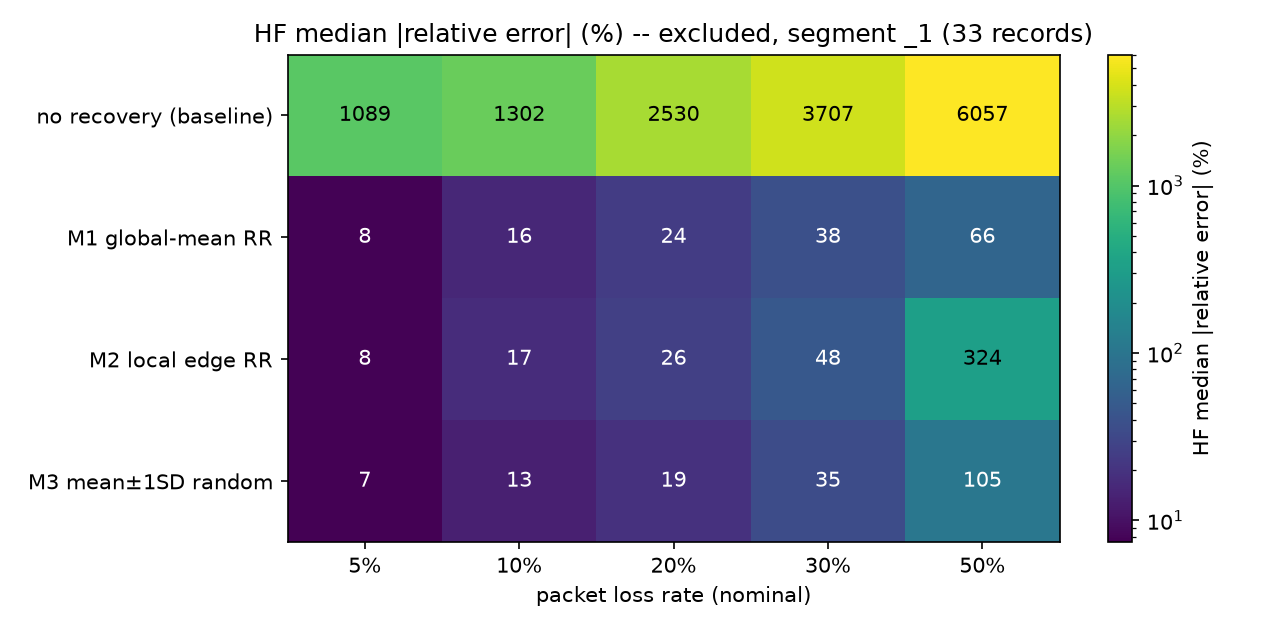 HF median |relative error| (%) -- excluded, segment _1 (33 records)
no recovery (baseline) 1089 1302 2530 3707 6057
M1 global-mean RR 8 16 24 38 66
M2 local edge RR 8 17 26 48 324
M3 mean±1SD random 7 13 19 35 105
5% 10% 20% 30% 50%
packet loss rate (nominal)
10³
10²
10¹
HF median |relative error| (%)